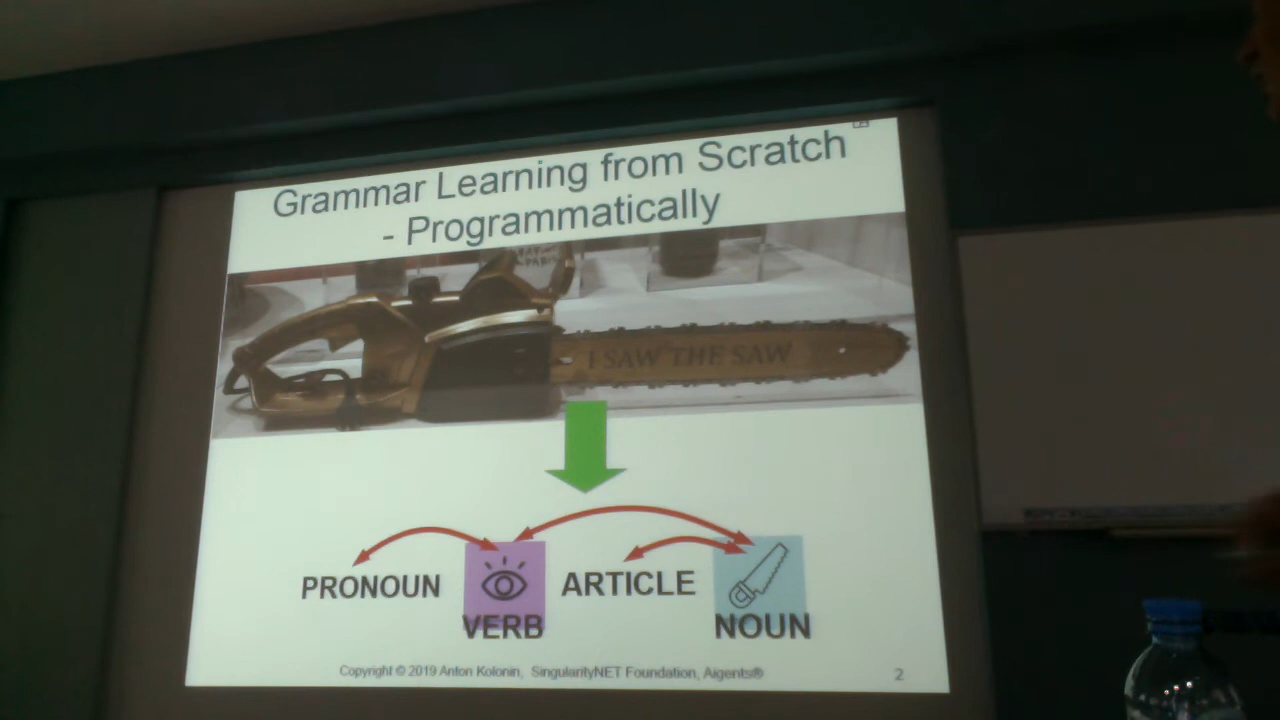 Grammar Learning from Scratch
- Programmatically
I SAW THE SAW
PRONOUN
VERB
ARTICLE
NOUN
Copyright © 2019 Anton Kolonin, SingularityNET Foundation, Aigents®
2